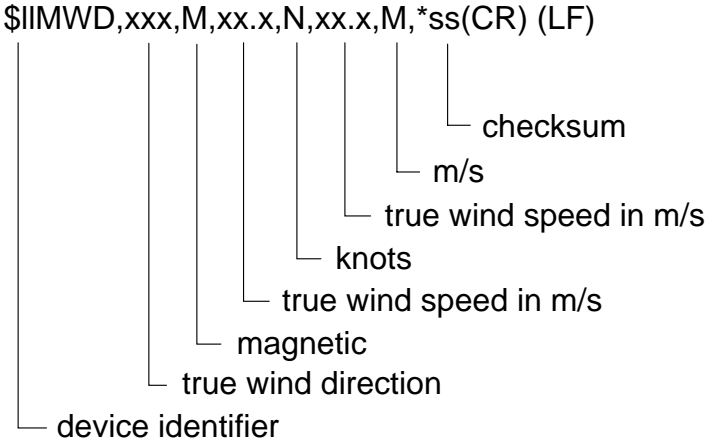 $IIMWD,xxx,M,xx.x,N,xx.x,M,*ss(CR) (LF)
checksum
m/s
true wind speed in m/s
knots
true wind speed in m/s
magnetic
true wind direction
device identifier